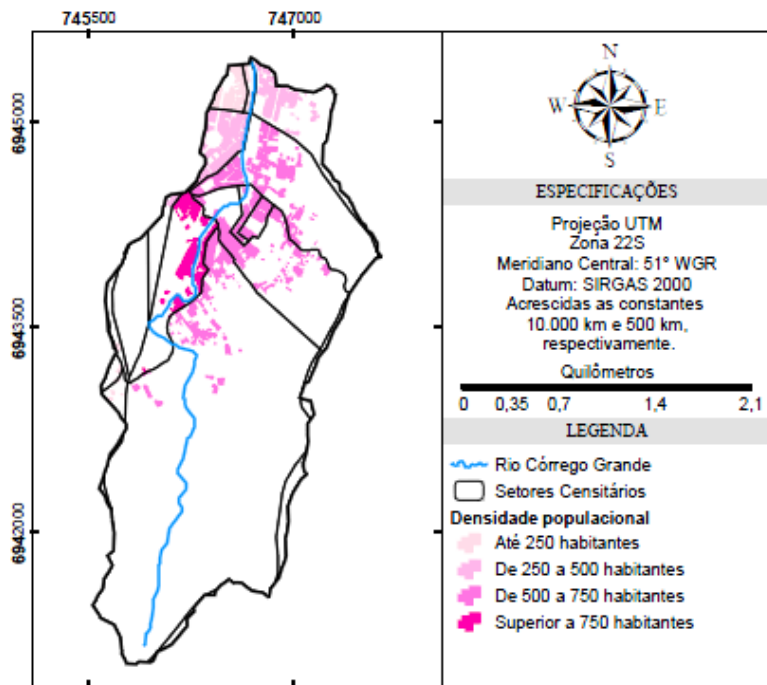 745500
747000
6945000
6943500
6942000
N
W
E
S
ESPECIFICAÇÕES
Projeção UTM
Zona 22S
Meridiano Central: 51° WGR
Datum: SIRGAS 2000
Acrescidas as constantes
10.000 km e 500 km,
respectivamente.
Quilômetros
0 0,35 0,7 1,4 2,1
LEGENDA
Rio Córrego Grande
Setores Censitários
Densidade populacional
Até 250 habitantes
De 250 a 500 habitantes
De 500 a 750 habitantes
Superior a 750 habitantes